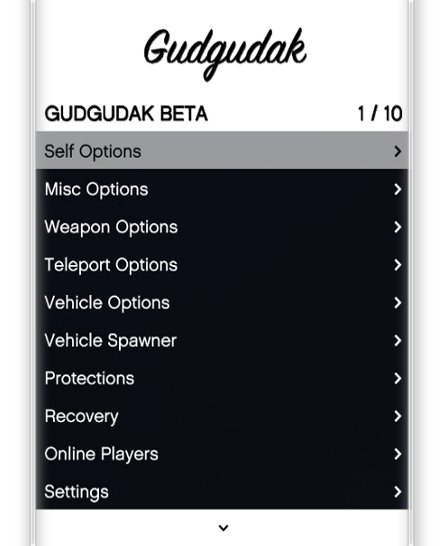 Gudgudak
GUDGUDAK BETA 1 / 10
Self Options
Misc Options
Weapon Options
Teleport Options
Vehicle Options
Vehicle Spawner
Protections
Recovery
Online Players
Settings